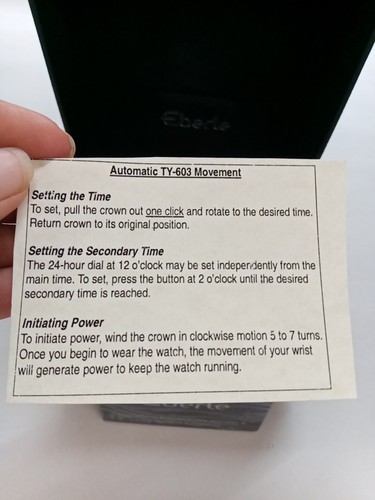 Eberle
Automatic TY-603 Movement
Setting the Time
To set, pull the crown out one click and rotate to the desired time.
Return crown to its original position.
Setting the Secondary Time
The 24-hour dial at 12 o'clock may be set independently from the
main time. To set, press the button at 2 o'clock until the desired
secondary time is reached.
Initiating Power
To initiate power, wind the crown in clockwise motion 5 to 7 turns.
Once you begin to wear the watch, the movement of your wrist
will generate power to keep the watch running.
Eberle